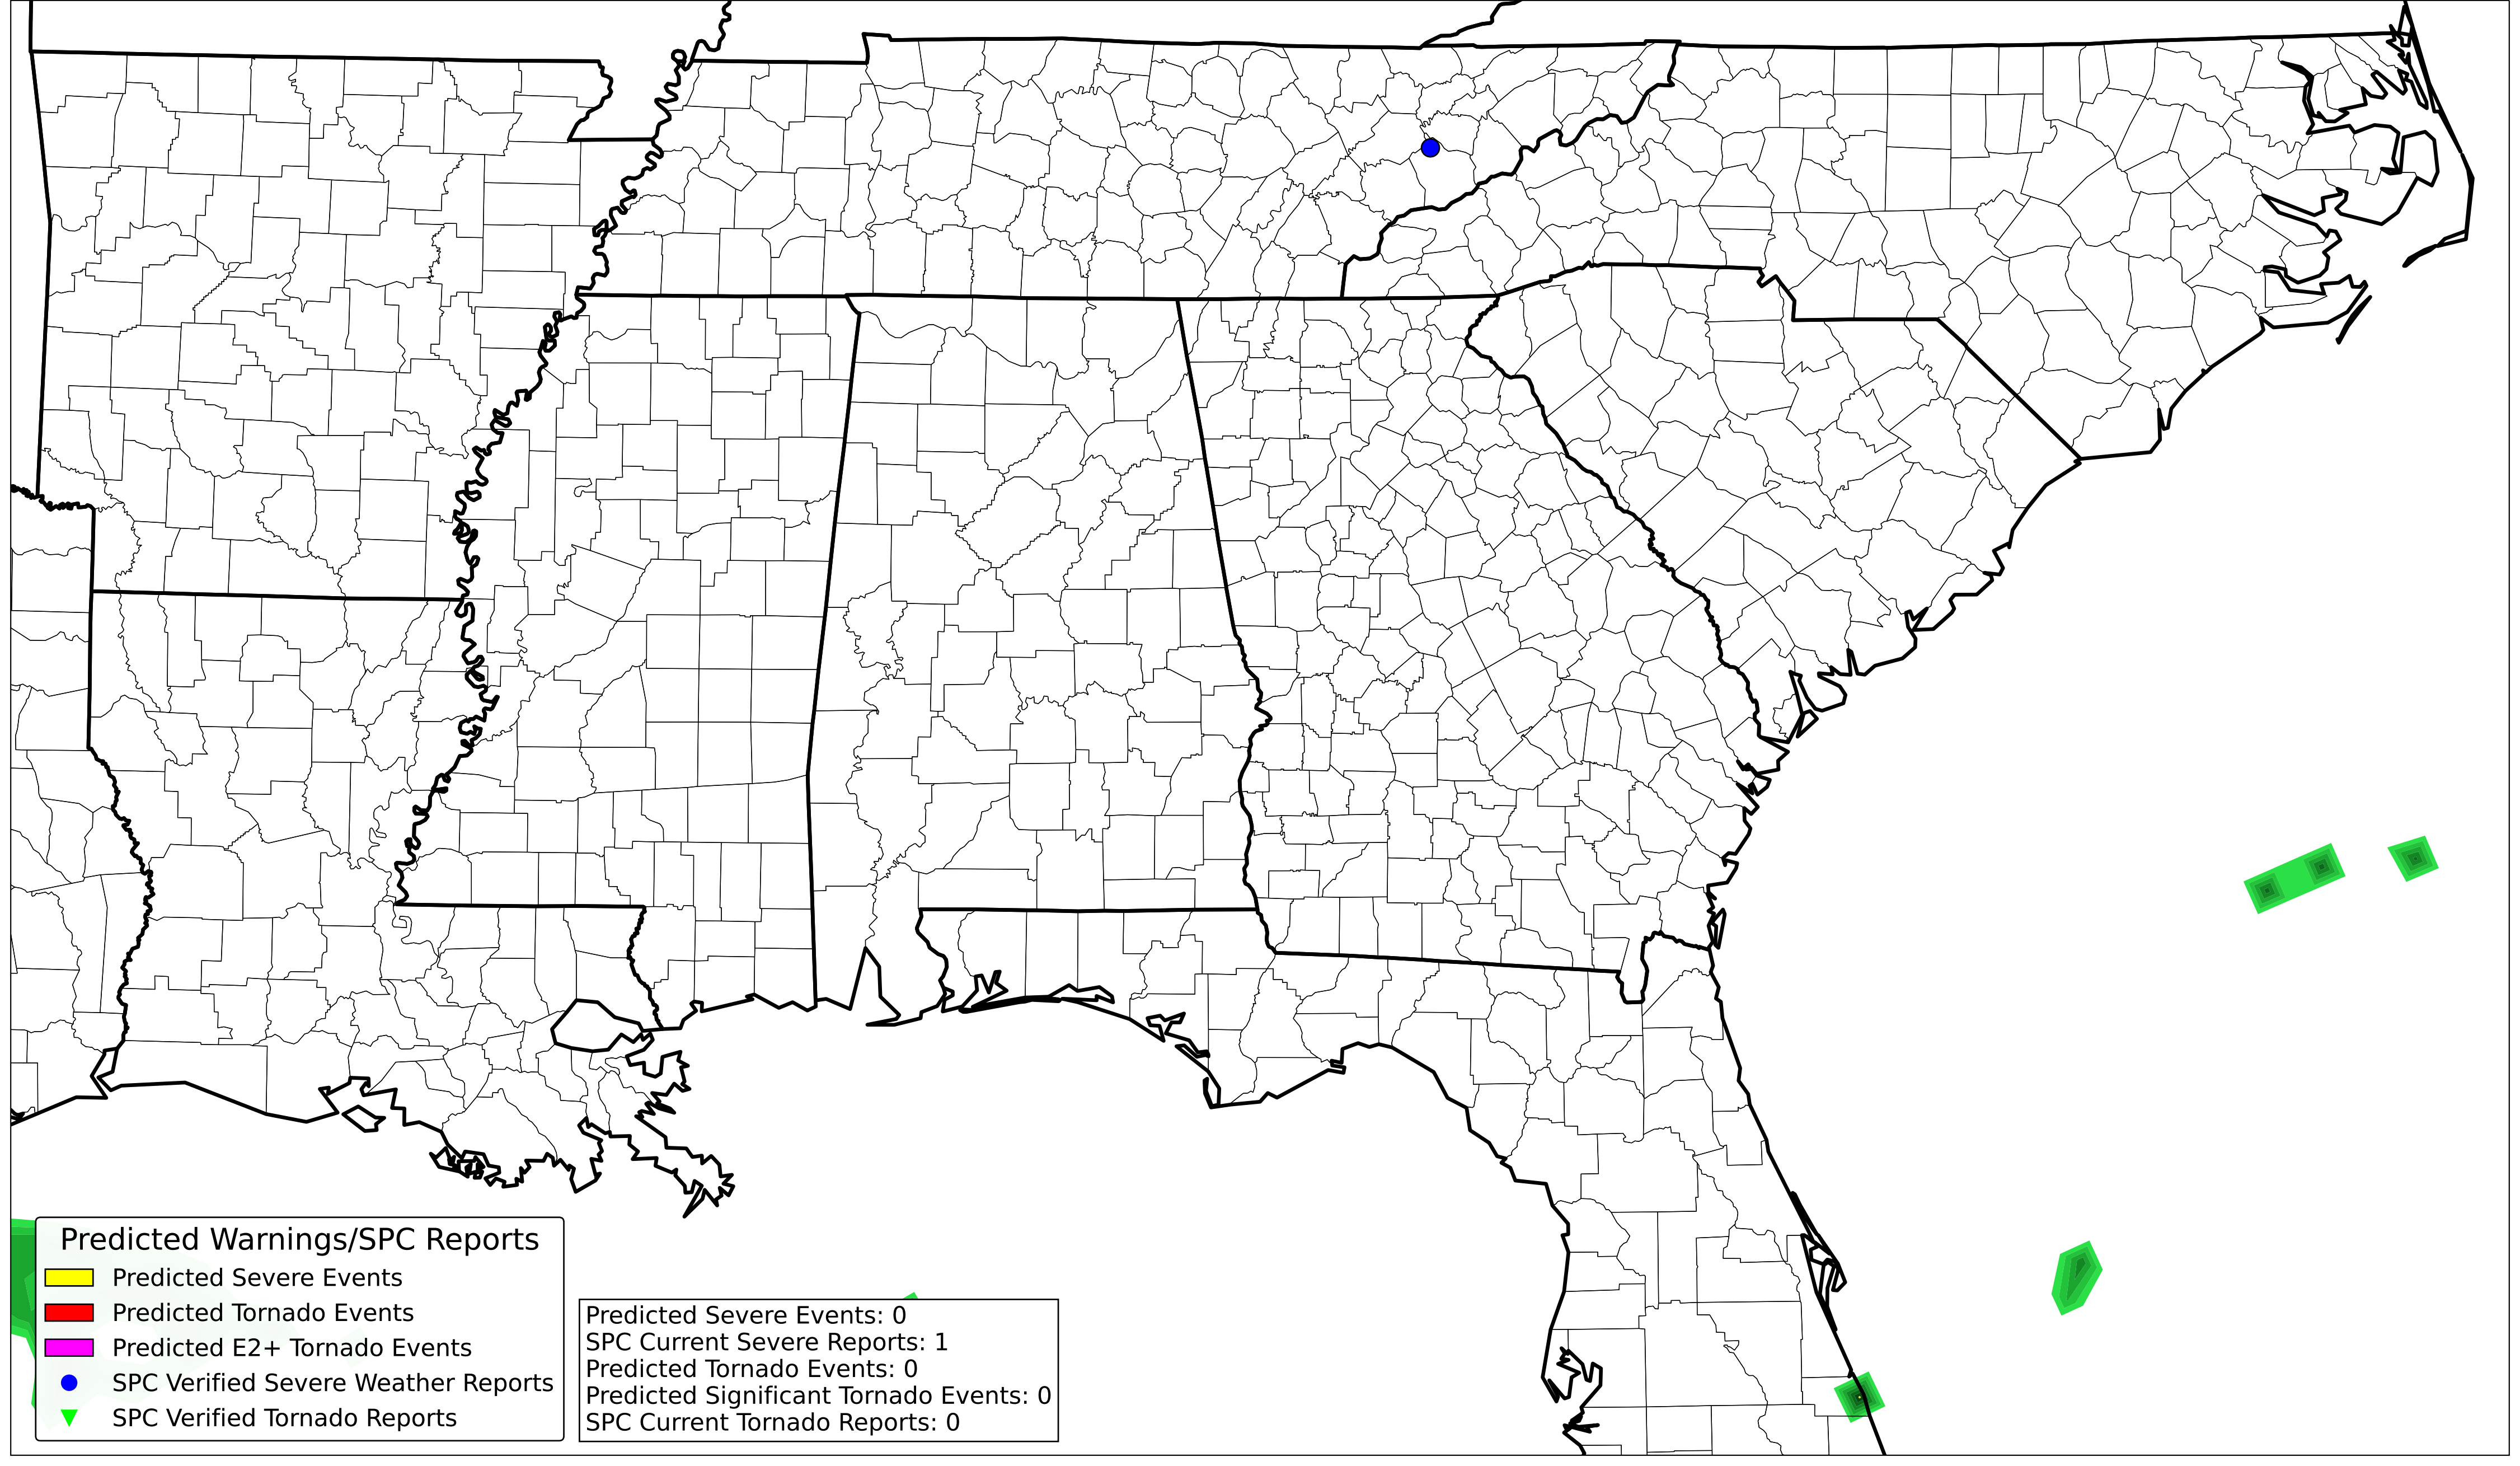 Predicted Warnings/SPC Reports
Predicted Severe Events
Predicted Tornado Events
Predicted E2+ Tornado Events
SPC Verified Severe Weather Reports
SPC Verified Tornado Reports
Predicted Severe Events: 0
SPC Current Severe Reports: 1
Predicted Tornado Events: 0
Predicted Significant Tornado Events: 0
SPC Current Tornado Reports: 0